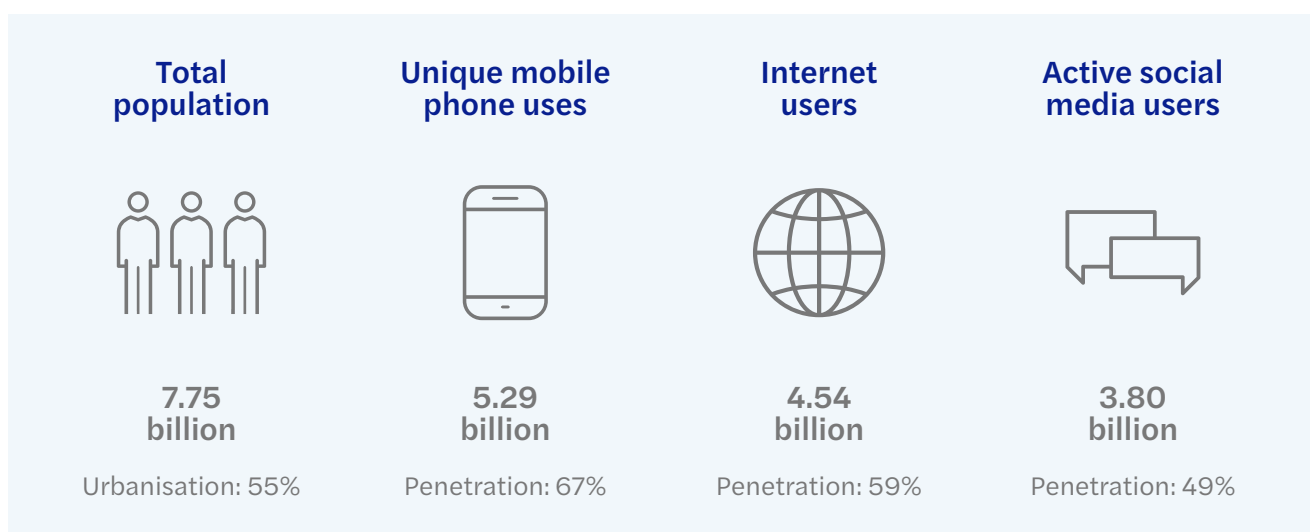 Total
population
7.75
billion
Urbanisation: 55%
Unique mobile
phone uses
5.29
billion
Penetration: 67%
Internet
users
4.54
billion
Penetration: 59%
Active social
media users
3.80
billion
Penetration: 49%